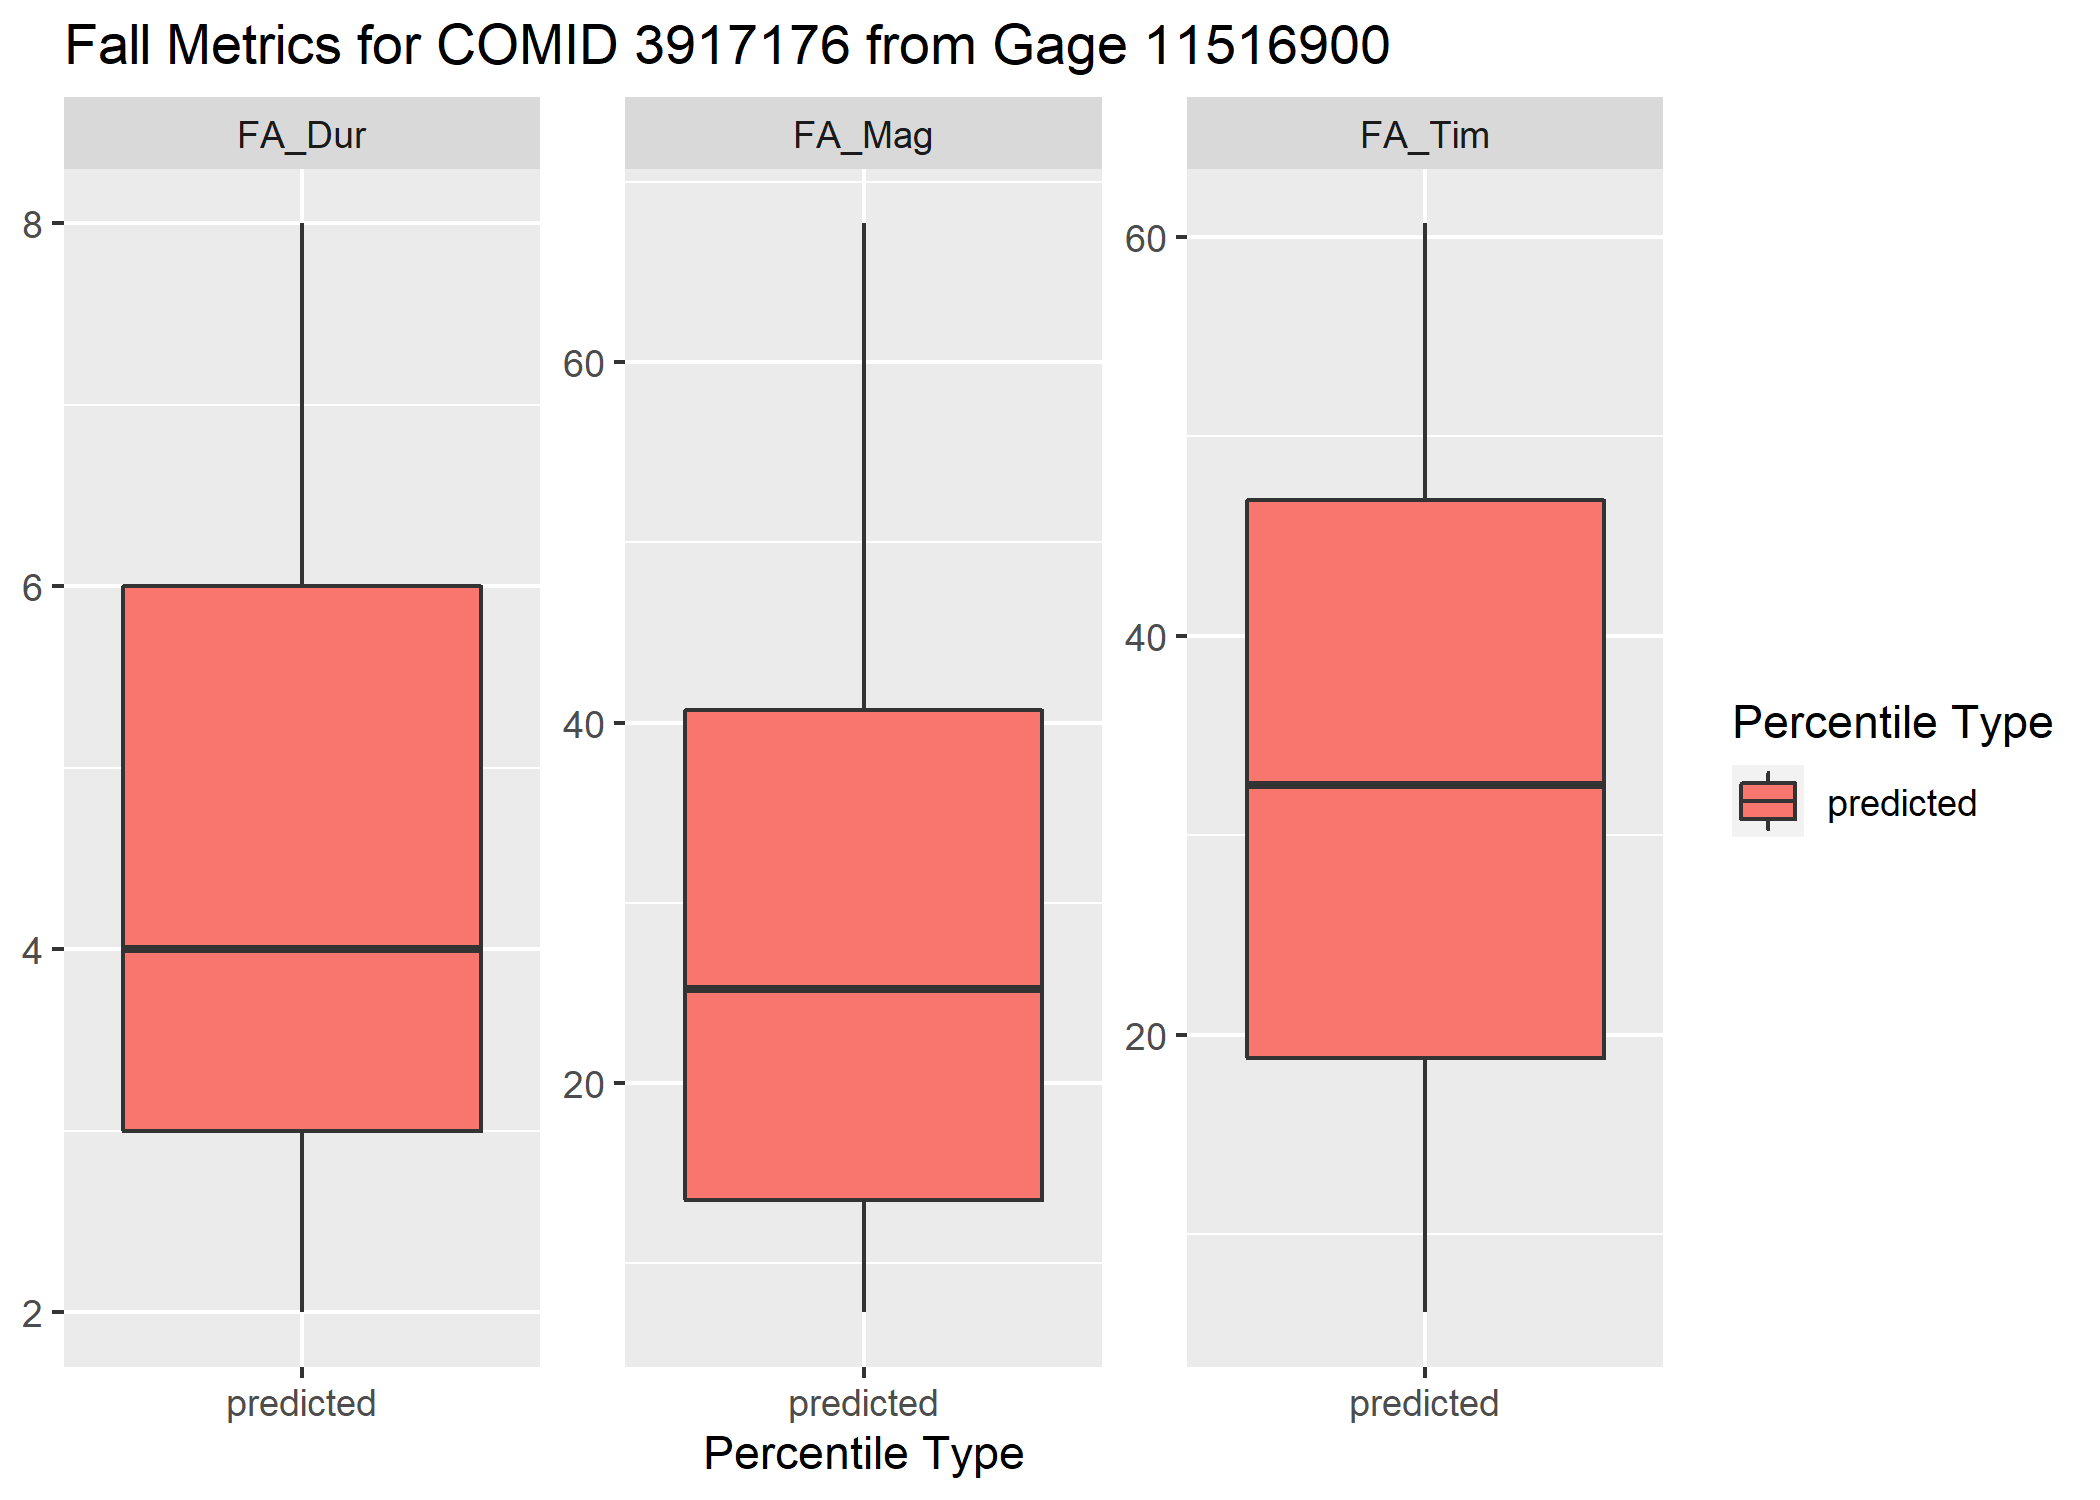 Fall Metrics for COMID 3917176 from Gage 11516900
FA_Dur
FA_Mag
FA_Tim
8
6
4
2
60
40
20
60
40
20
predicted
predicted
predicted
Percentile Type
Percentile Type
predicted